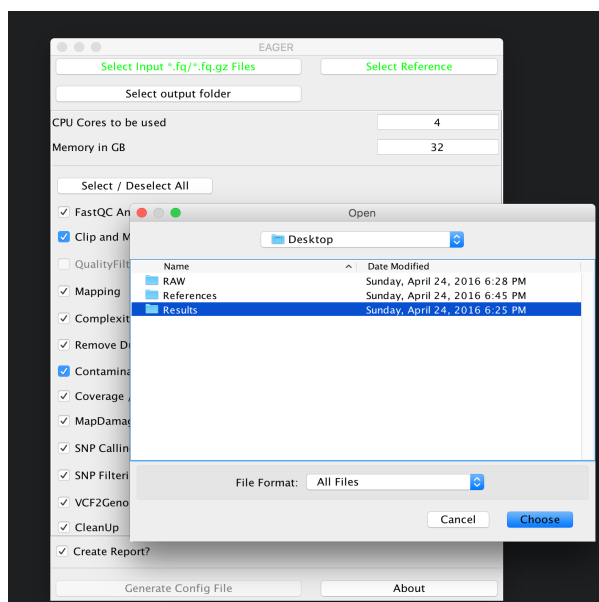 EAGER
Select Input *.fq/*.fq.gz Files Select Reference
Select output folder
CPU Cores to be used 4
Memory in GB 32
Select / Deselect All
FastQC An
Clip and M
QualityFilt
Mapping
Complexit
Remove Du
Contamina
Coverage /
MapDamag
SNP Callin
SNP Filteri
VCF2Geno
CleanUp
Create Report?
Generate Config File About
Open
Desktop
Name Date Modified
RAW Sunday, April 24, 2016 6:28 PM
References Sunday, April 24, 2016 6:45 PM
Results Sunday, April 24, 2016 6:25 PM
File Format: All Files
Cancel Choose